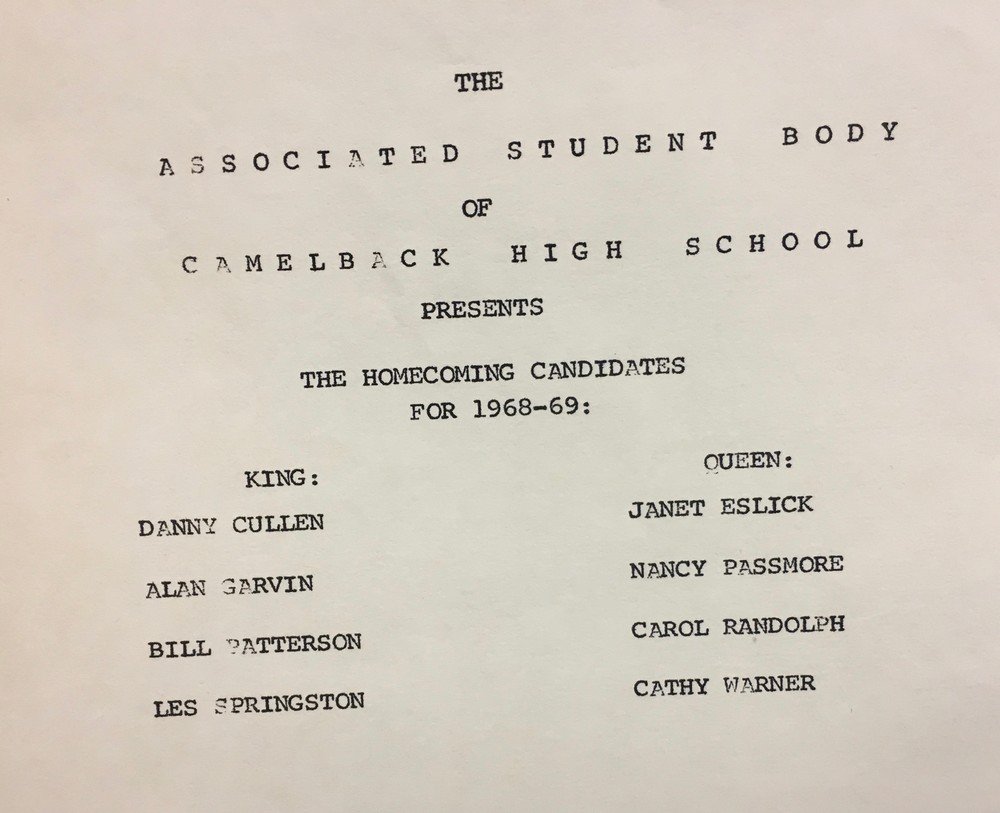 THE
ASSOCIATED STUDENT BODY
OF
CAMELBACK HIGH SCHOOL
PRESENTS
THE HOMECOMING CANDIDATES
FOR 1968-69:
KING:
DANNY CULLEN
ALAN GARVIN
BILL PATTERSON
LES SPRINGSTON
QUEEN:
JANET ESLICK
NANCY PASSMORE
CAROL RANDOLPH
CATHY WARNER